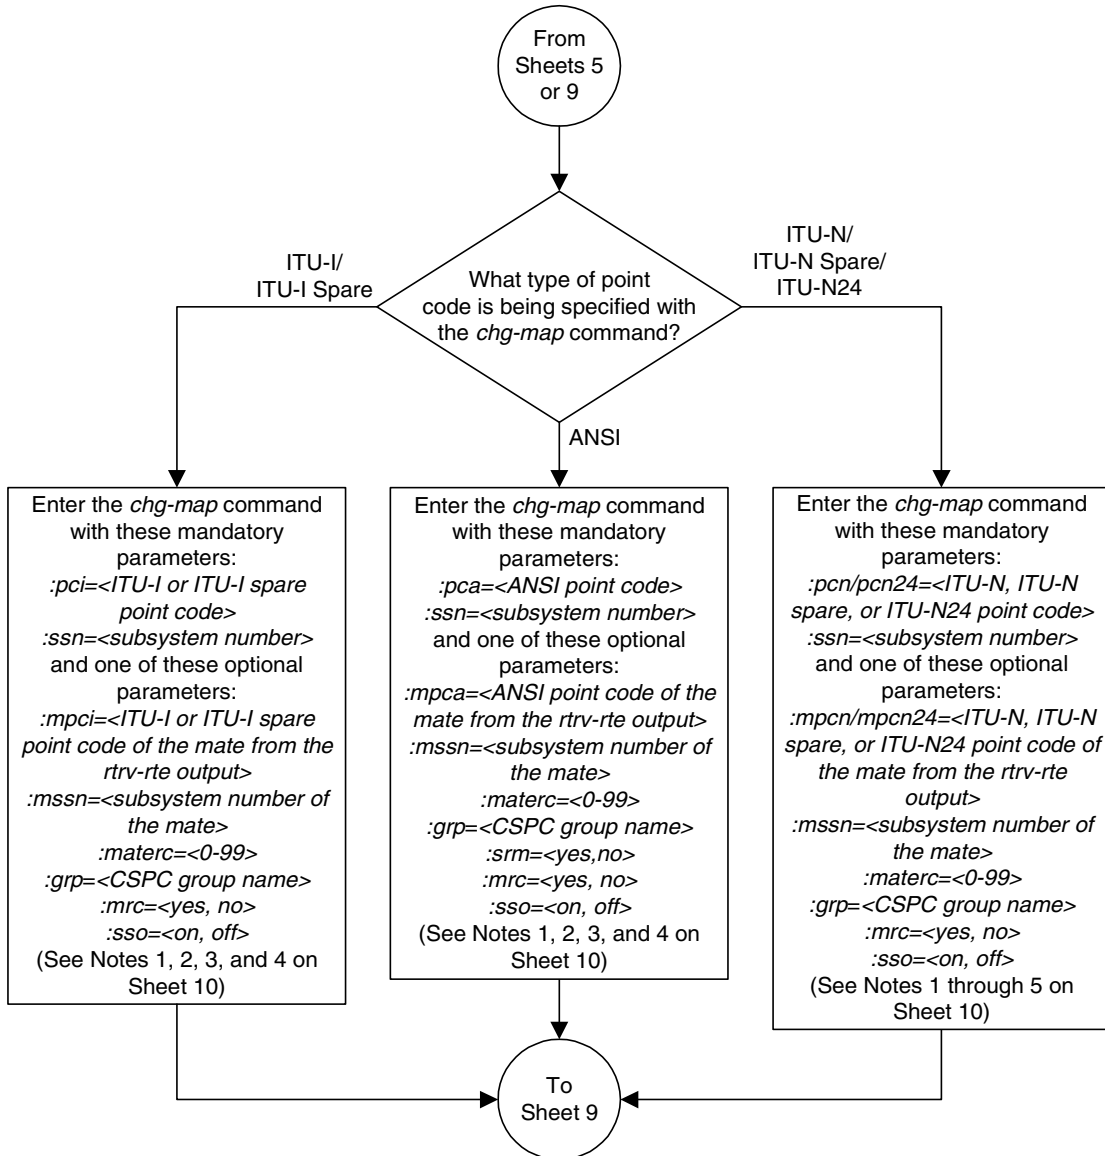 From
Sheets 5
or 9
What type of point
code is being specified with
the chg-map command?
ITU-I/
ITU-I Spare
ITU-N/
ITU-N Spare/
ITU-N24
ANSI
Enter the chg-map command
with these mandatory
parameters:
:pci=<ITU-I or ITU-I spare
point code>
:ssn=<subsystem number>
and one of these optional
parameters:
:mpci=<ITU-I or ITU-I spare
point code of the mate from the
rtrv-rte output>
:mssn=<subsystem number of
the mate>
:materc=<0-99>
:grp=<CSPC group name>
:mrc=<yes, no>
:sso=<on, off>
(See Notes 1, 2, 3, and 4 on
Sheet 10)
Enter the chg-map command
with these mandatory
parameters:
:pca=<ANSI point code>
:ssn=<subsystem number>
and one of these optional
parameters:
:mpca=<ANSI point code of the
mate from the rtrv-rte output>
:mssn=<subsystem number of
the mate>
:materc=<0-99>
:grp=<CSPC group name>
:srm=<yes,no>
:mrc=<yes, no>
:sso=<on, off>
(See Notes 1, 2, 3, and 4 on
Sheet 10)
Enter the chg-map command
with these mandatory
parameters:
:pcn/pcn24=<ITU-N, ITU-N
spare, or ITU-N24 point code>
:ssn=<subsystem number>
and one of these optional
parameters:
:mpcn/mpcn24=<ITU-N, ITU-N
spare, or ITU-N24 point code of
the mate from the rtrv-rte
output>
:mssn=<subsystem number of
the mate>
:materc=<0-99>
:grp=<CSPC group name>
:mrc=<yes, no>
:sso=<on, off>
(See Notes 1 through 5 on
Sheet 10)
To
Sheet 9